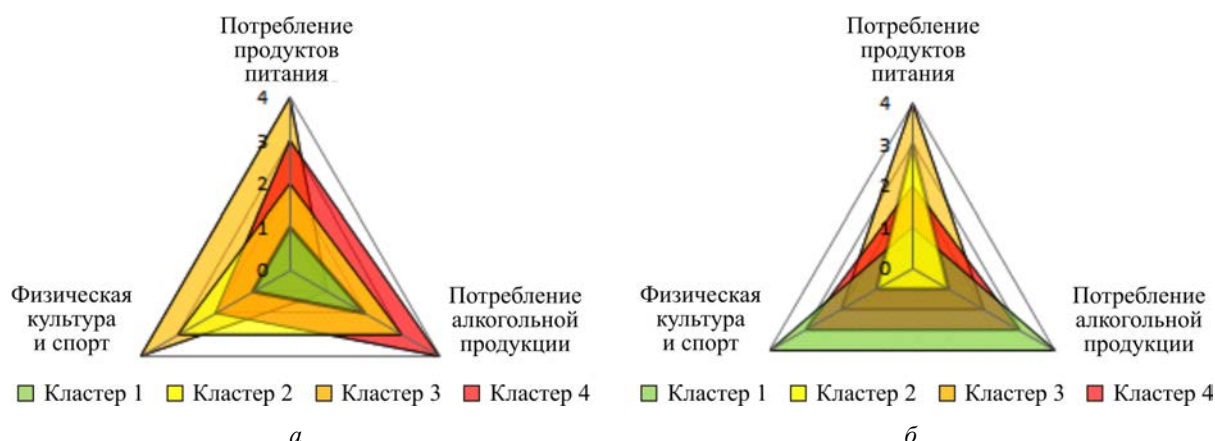 Потребление
продуктов
питания
4
3
2
1
0
Физическая
культура
и спорт
Потребление
алкогольной
продукции
Кластер 1 Кластер 2 Кластер 3 Кластер 4
а
Потребление
продуктов
питания
4
3
2
1
0
Физическая
культура
и спорт
Потребление
алкогольной
продукции
Кластер 1 Кластер 2 Кластер 3 Кластер 4
б